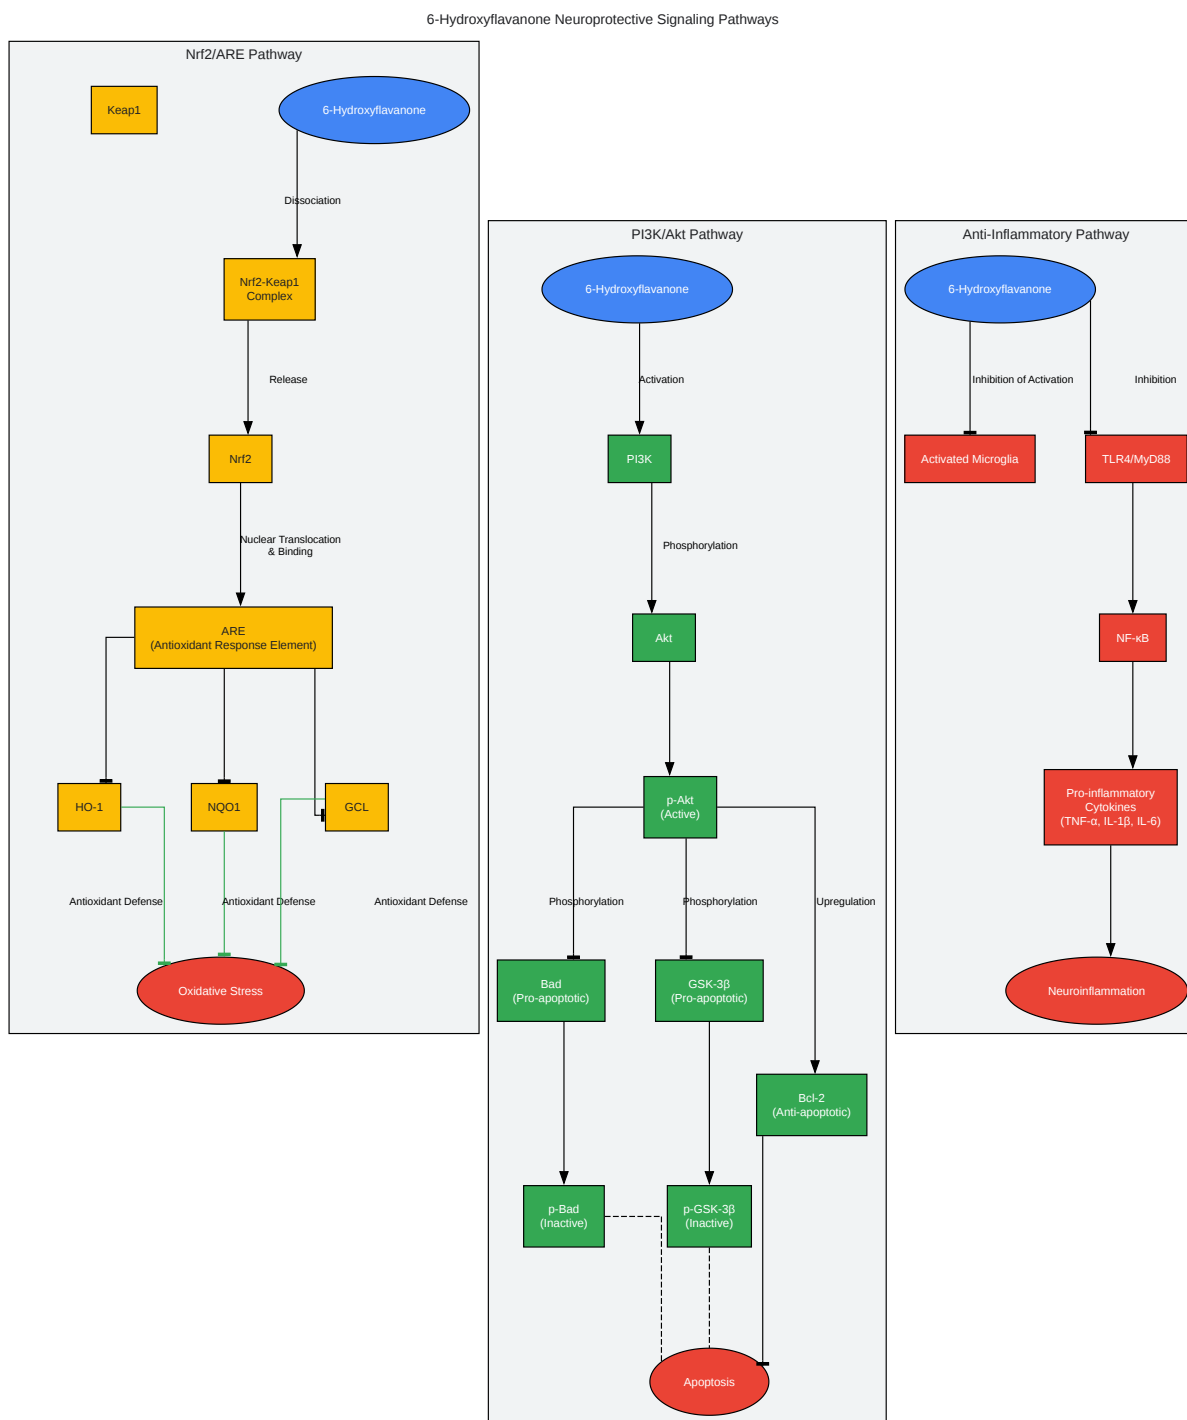 6-Hydroxyflavanone Neuroprotective Signaling Pathways
Nrf2/ARE Pathway
Keap1
6-Hydroxyflavanone
Dissociation
Nrf2-Keap1
Complex
Release
Nrf2
Nuclear Translocation
& Binding
ARE
(Antioxidant Response Element)
HO-1
NQO1
GCL
Antioxidant Defense
Antioxidant Defense
Antioxidant Defense
Oxidative Stress
PI3K/Akt Pathway
6-Hydroxyflavanone
Activation
PI3K
Phosphorylation
Akt
p-Akt
(Active)
Phosphorylation
Phosphorylation
Upregulation
Bad
(Pro-apoptotic)
GSK-3β
(Pro-apoptotic)
Bcl-2
(Anti-apoptotic)
p-Bad
(Inactive)
p-GSK-3β
(Inactive)
Apoptosis
Anti-Inflammatory Pathway
6-Hydroxyflavanone
Inhibition of Activation
Inhibition
Activated Microglia
TLR4/MyD88
NF-κB
Pro-inflammatory
Cytokines
(TNF-α, IL-1β, IL-6)
Neuroinflammation